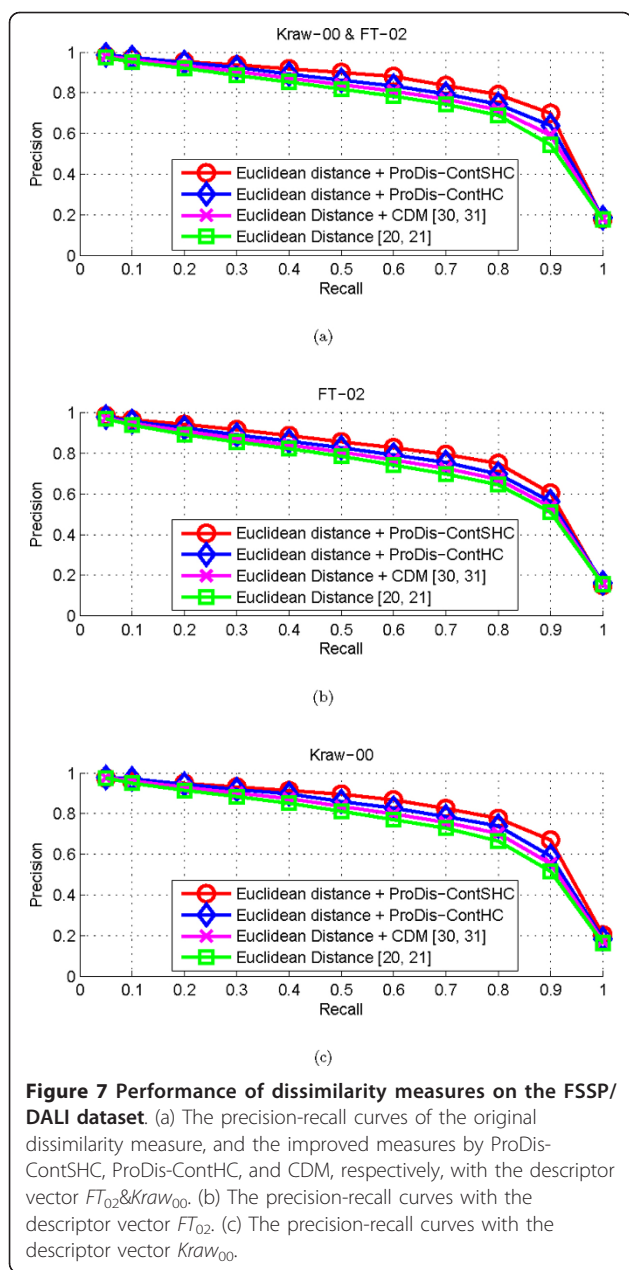 Kraw-00 & FT-02
1
0.8
0.6
0.4
0.2
0
Precision
Euclidean distance + ProDis-ContSHC
Euclidean distance + ProDis-ContHC
Euclidean Distance + CDM [30, 31]
Euclidean Distance [20, 21]
0 0.1 0.2 0.3 0.4 0.5 0.6 0.7 0.8 0.9 1
Recall
(a)
FT-02
1
0.8
0.6
0.4
0.2
0
Precision
Euclidean distance + ProDis-ContSHC
Euclidean distance + ProDis-ContHC
Euclidean Distance + CDM [30, 31]
Euclidean Distance [20, 21]
0 0.1 0.2 0.3 0.4 0.5 0.6 0.7 0.8 0.9 1
Recall
(b)
Kraw-00
1
0.8
0.6
0.4
0.2
0
Precision
Euclidean distance + ProDis-ContSHC
Euclidean distance + ProDis-ContHC
Euclidean Distance + CDM [30, 31]
Euclidean Distance [20, 21]
0 0.1 0.2 0.3 0.4 0.5 0.6 0.7 0.8 0.9 1
Recall
(c)
Figure 7 Performance of dissimilarity measures on the FSSP/
DALI dataset. (a) The precision-recall curves of the original
dissimilarity measure, and the improved measures by ProDis-
ContSHC, ProDis-ContHC, and CDM, respectively, with the descriptor
vector FT02&Kraw00. (b) The precision-recall curves with the
descriptor vector FT02. (c) The precision-recall curves with the
descriptor vector Kraw00.